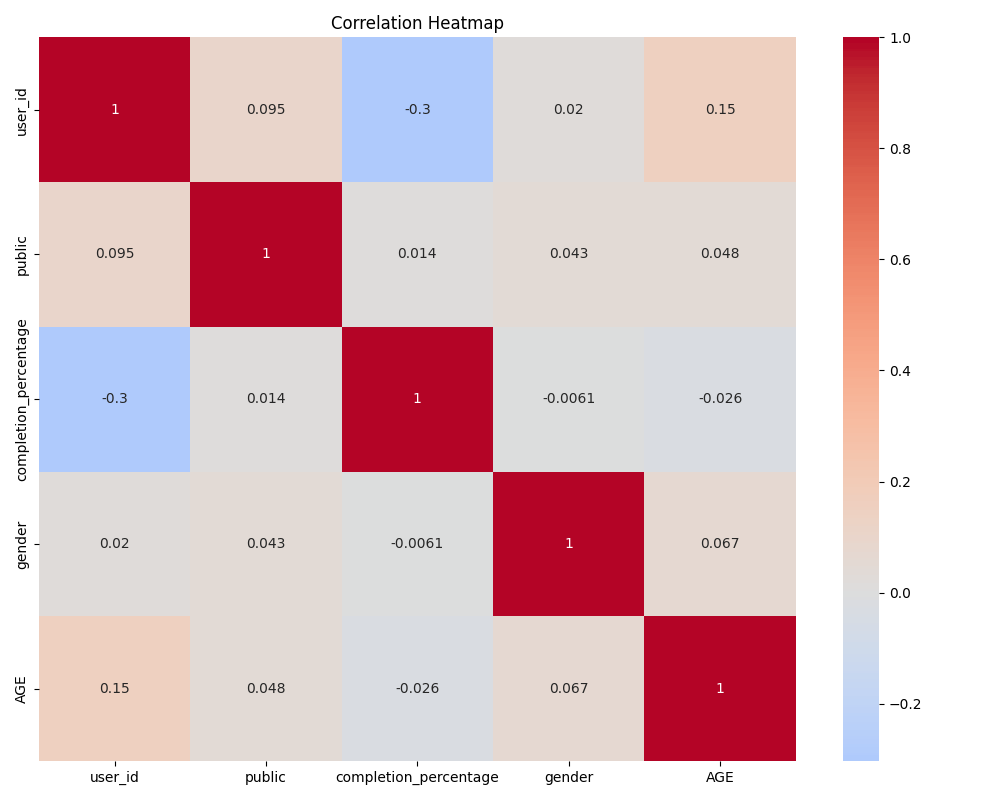 Correlation Heatmap
user_id 1 0.095 -0.3 0.02 0.15
public 0.095 1 0.014 0.043 0.048
completion_percentage -0.3 0.014 1 -0.0061 -0.026
gender 0.02 0.043 -0.0061 1 0.067
AGE 0.15 0.048 -0.026 0.067 1
user_id public completion_percentage gender AGE
1.0
0.8
0.6
0.4
0.2
0.0
−0.2